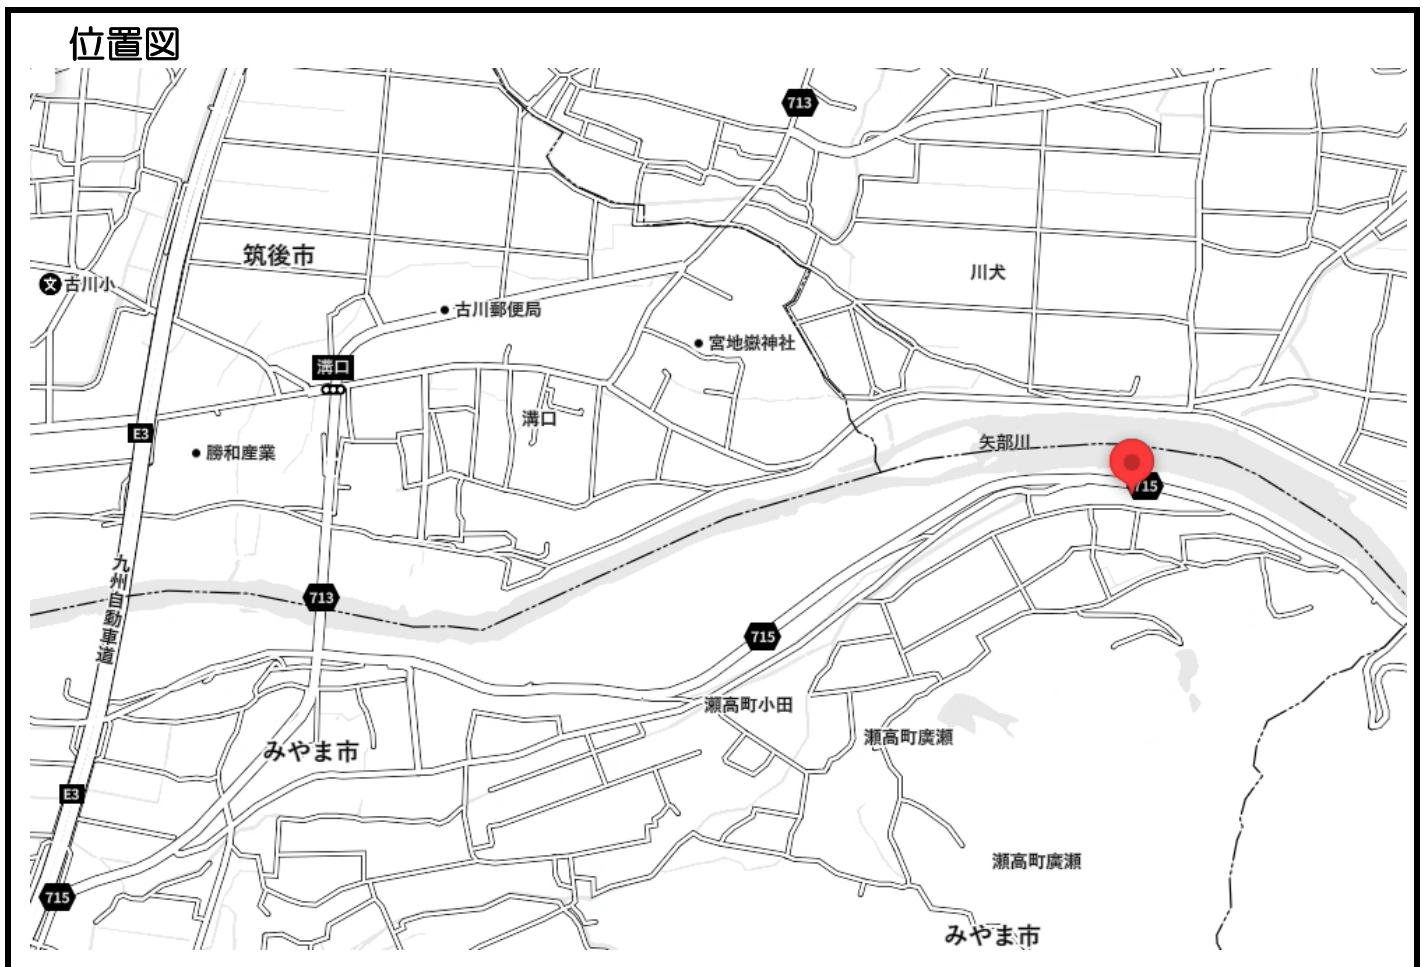 位置図
713
筑後市
川犬
文
古川小
古川郵便局
宮地嶽神社
溝口
溝口
E3
矢部川
勝和産業
715
九州自動車道
713
715
瀬高町小田
瀬高町廣瀬
みやま市
E3
瀬高町廣瀬
715
みやま市